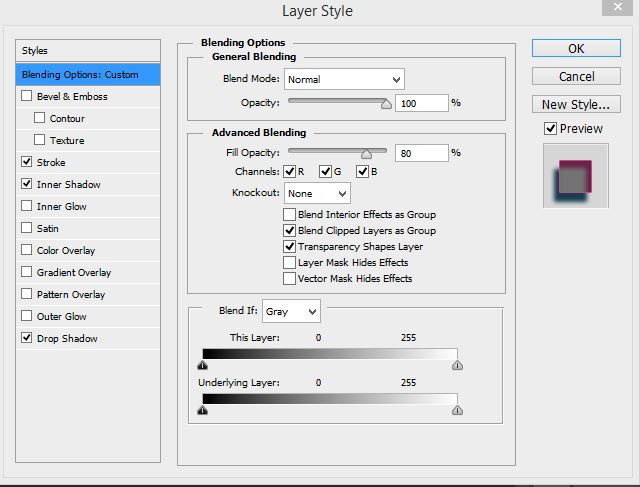 Layer Style
Styles
Blending Options: Custom
Bevel & Emboss
Contour
Texture
Stroke
Inner Shadow
Inner Glow
Satin
Color Overlay
Gradient Overlay
Pattern Overlay
Outer Glow
Drop Shadow
Blending Options
General Blending
Blend Mode: Normal
Opacity: 100 %
Advanced Blending
Fill Opacity: 80 %
Channels: R G B
Knockout: None
Blend Interior Effects as Group
Blend Clipped Layers as Group
Transparency Shapes Layer
Layer Mask Hides Effects
Vector Mask Hides Effects
Blend If: Gray
This Layer: 0 255
Underlying Layer: 0 255
OK
Cancel
New Style...
Preview